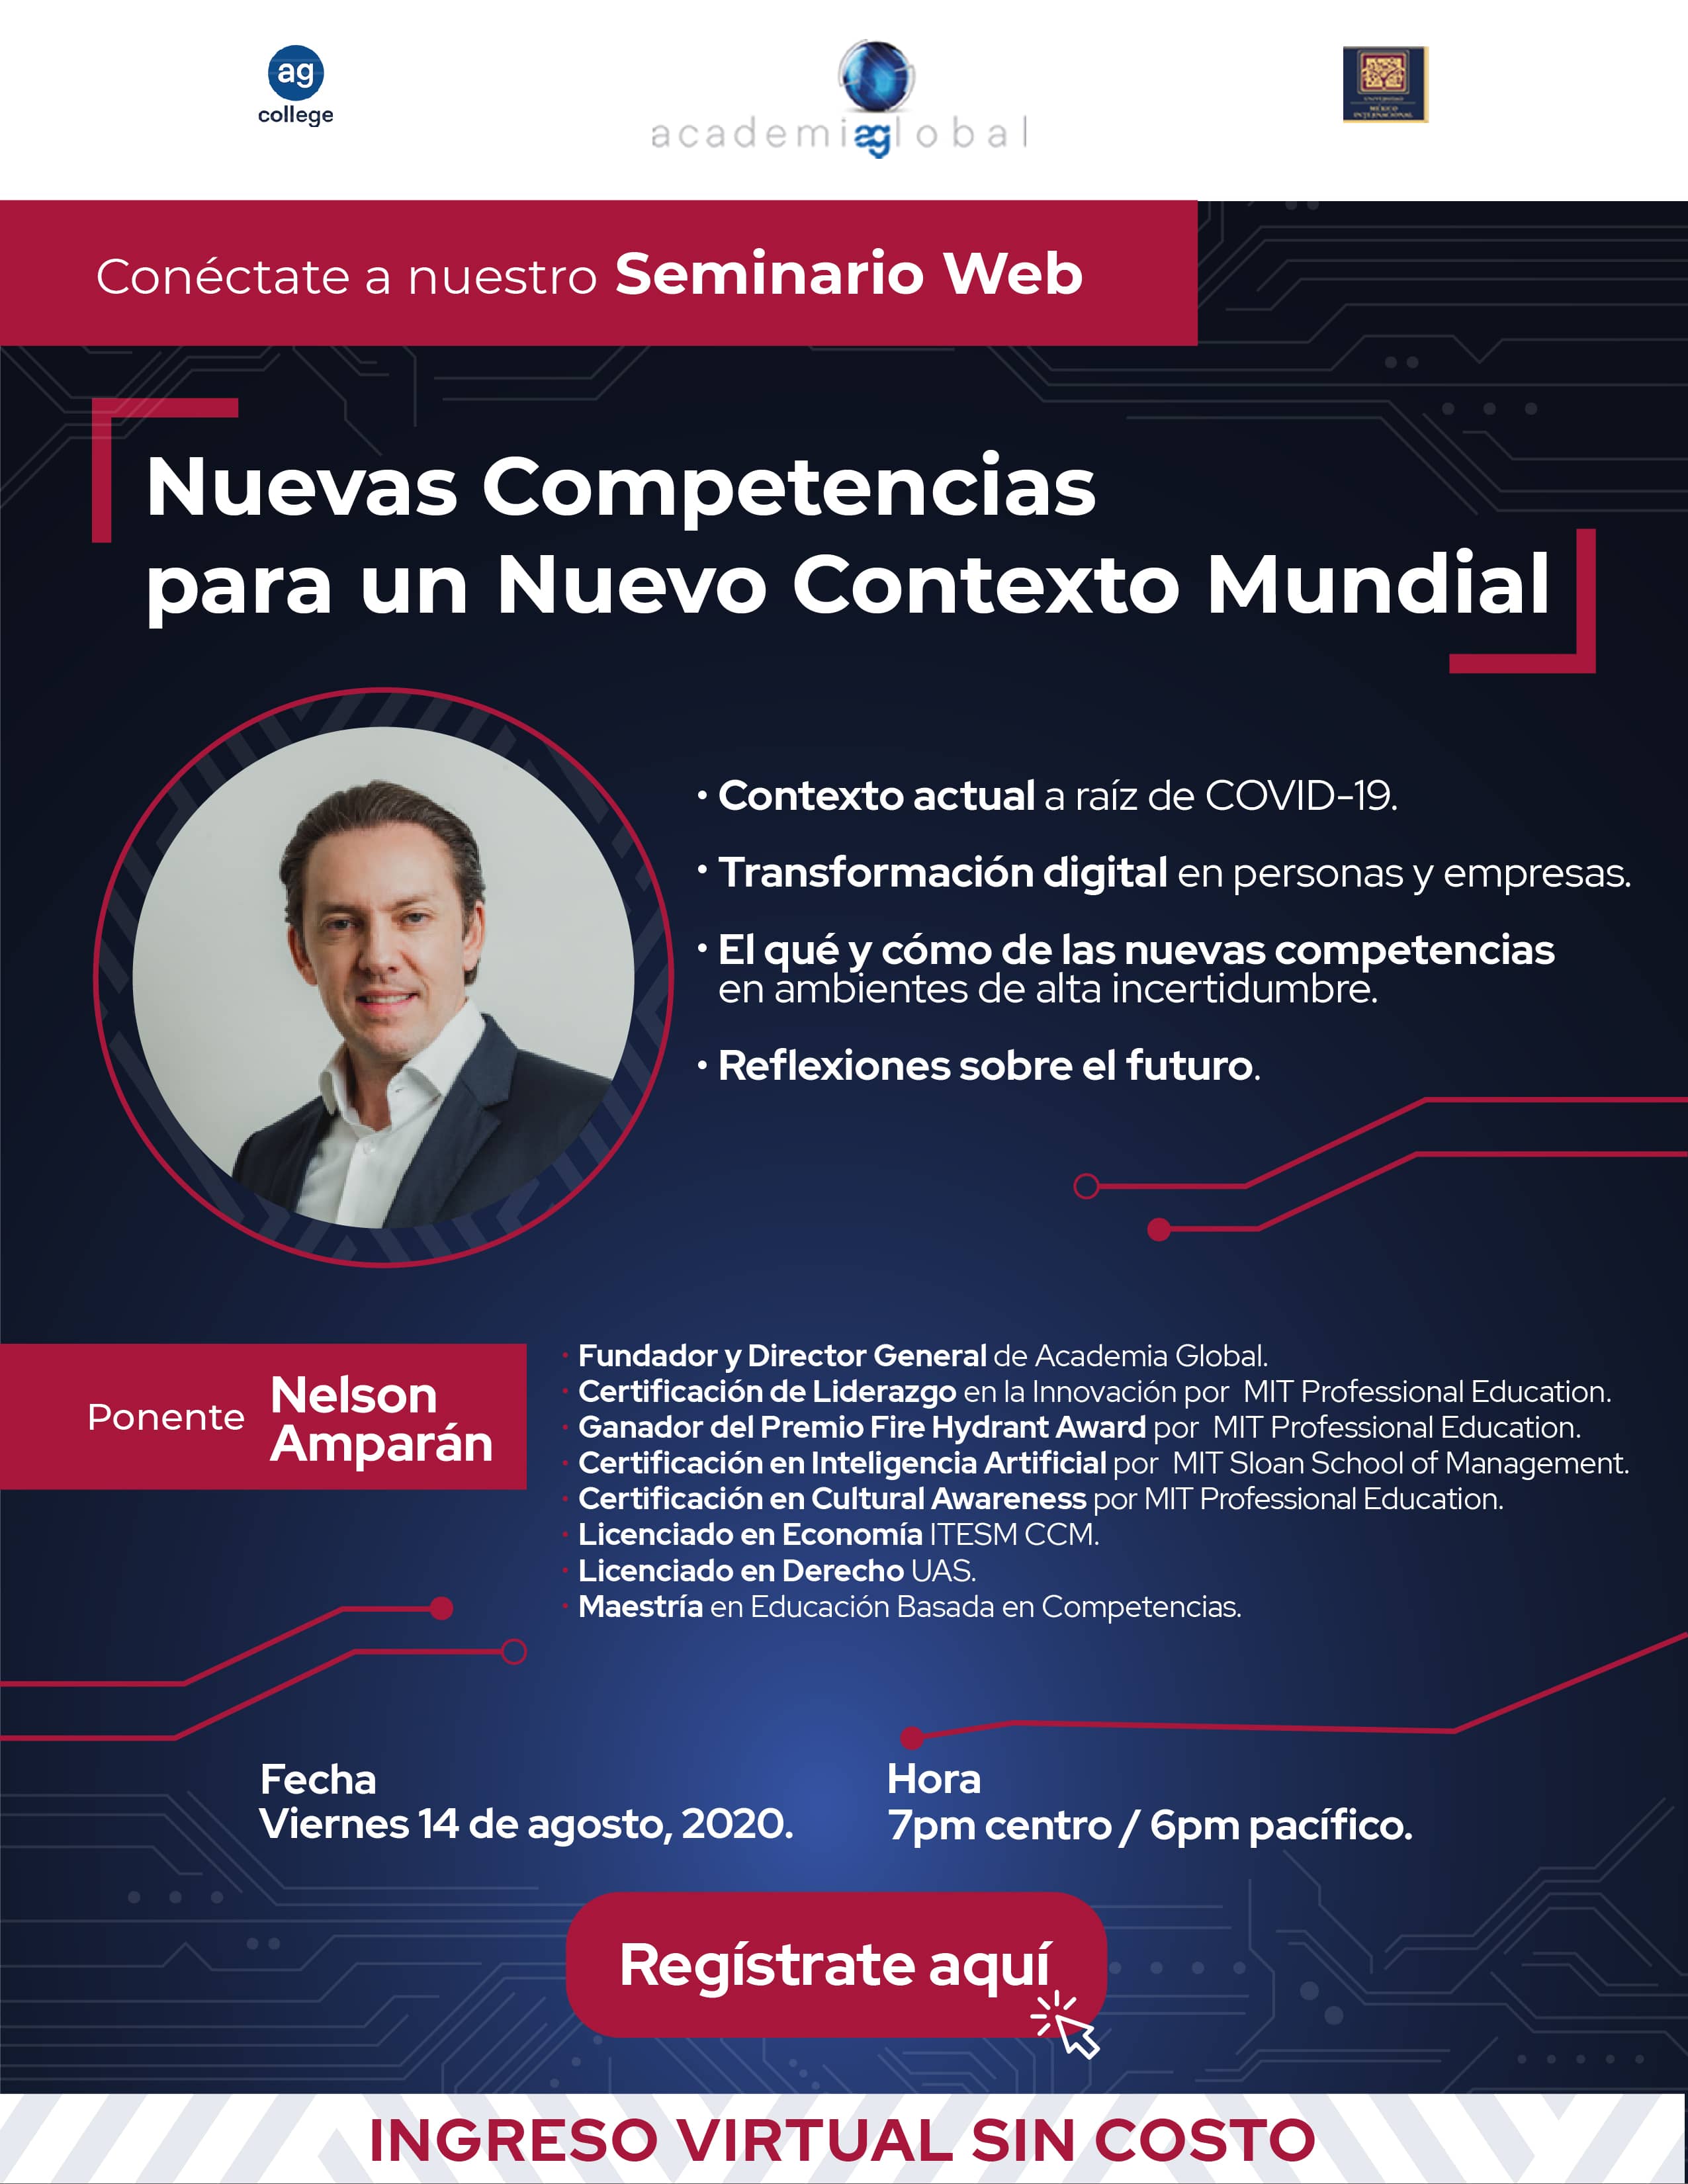 ag
college
academiaglobal
UNIVERSIDAD
MÉXICO
INTERNACIONAL
Conéctate a nuestro Seminario Web
Nuevas Competencias
para un Nuevo Contexto Mundial
• Contexto actual a raíz de COVID-19.
• Transformación digital en personas y empresas.
• El qué y cómo de las nuevas competencias
en ambientes de alta incertidumbre.
• Reflexiones sobre el futuro.
Ponente Nelson
Amparán
• Fundador y Director General de Academia Global.
• Certificación de Liderazgo en la Innovación por MIT Professional Education.
• Ganador del Premio Fire Hydrant Award por MIT Professional Education.
• Certificación en Inteligencia Artificial por MIT Sloan School of Management.
• Certificación en Cultural Awareness por MIT Professional Education.
• Licenciado en Economía ITESM CCM.
• Licenciado en Derecho UAS.
• Maestría en Educación Basada en Competencias.
Fecha
Viernes 14 de agosto, 2020.
Hora
7pm centro / 6pm pacífico.
Regístrate aquí
INGRESO VIRTUAL SIN COSTO